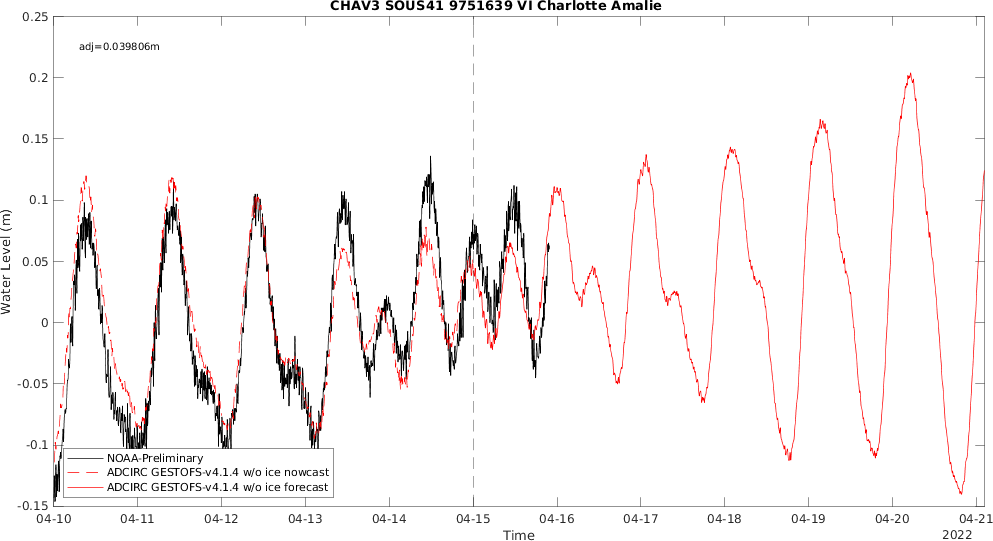 CHAV3 SOUS41 9751639 VI Charlotte Amalie
adj=0.039806m
0.25
0.2
0.15
0.1
0.05
0
-0.05
-0.1
-0.15
Water Level (m)
NOAA-Preliminary
ADCIRC GESTOFS-v4.1.4 w/o ice nowcast
ADCIRC GESTOFS-v4.1.4 w/o ice forecast
04-10 04-11 04-12 04-13 04-14 04-15 04-16 04-17 04-18 04-19 04-20 04-21
Time
2022